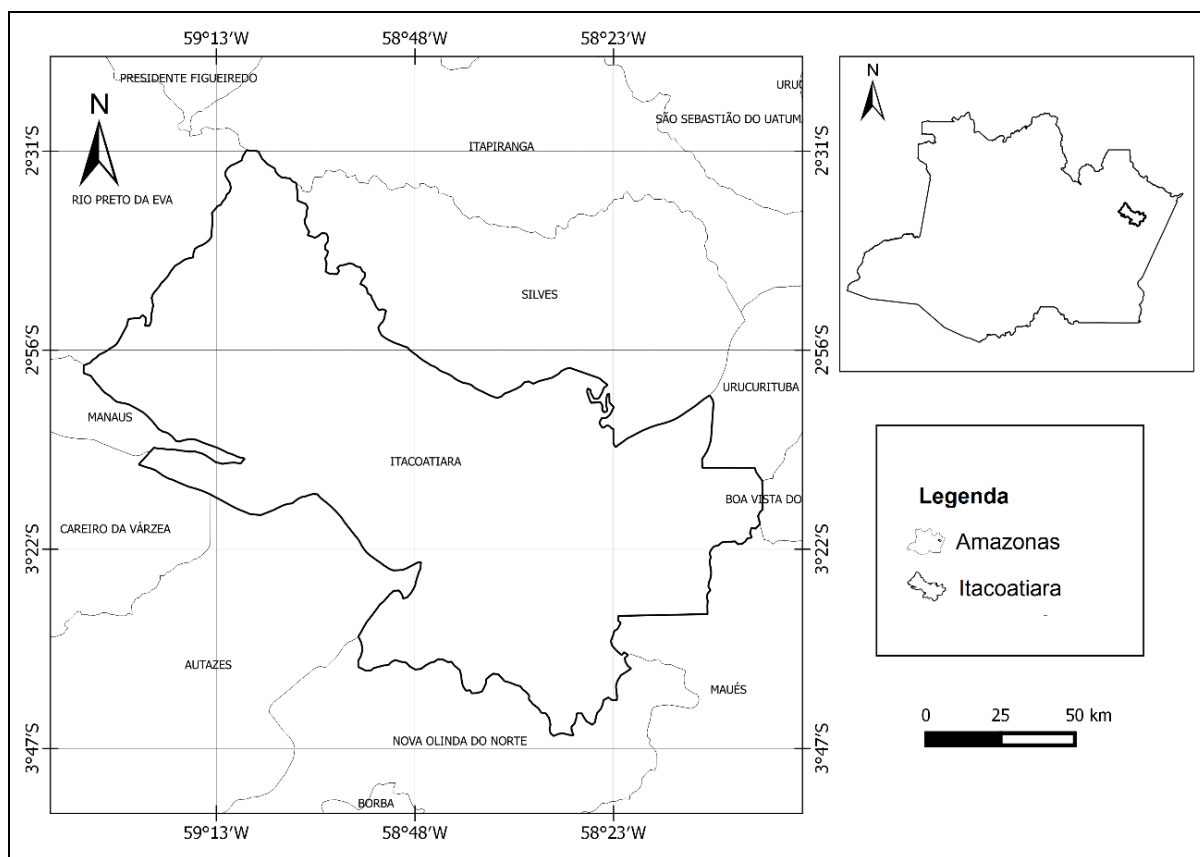 59°13'W
58°48'W
58°23'W
PRESIDENTE FIGUEIREDO
URUC
N
N
SÃO SEBASTIÃO DO UATUM
2°31'S
ITAPIRANGA
2°31'S
RIO PRETO DA EVA
SILVES
2°56'S
2°56'S
URUCURITUBA
MANAUS
ITACOATIARA
BOA VISTA DO
CAREIRO DA VÁRZEA
3°22'S
3°22'S
AUTAZES
MAUÉS
NOVA OLINDA DO NORTE
3°47'S
3°47'S
BORBA
59°13'W
58°48'W
58°23'W
Legenda
Amazonas
Itacoatiara
0 25 50 km